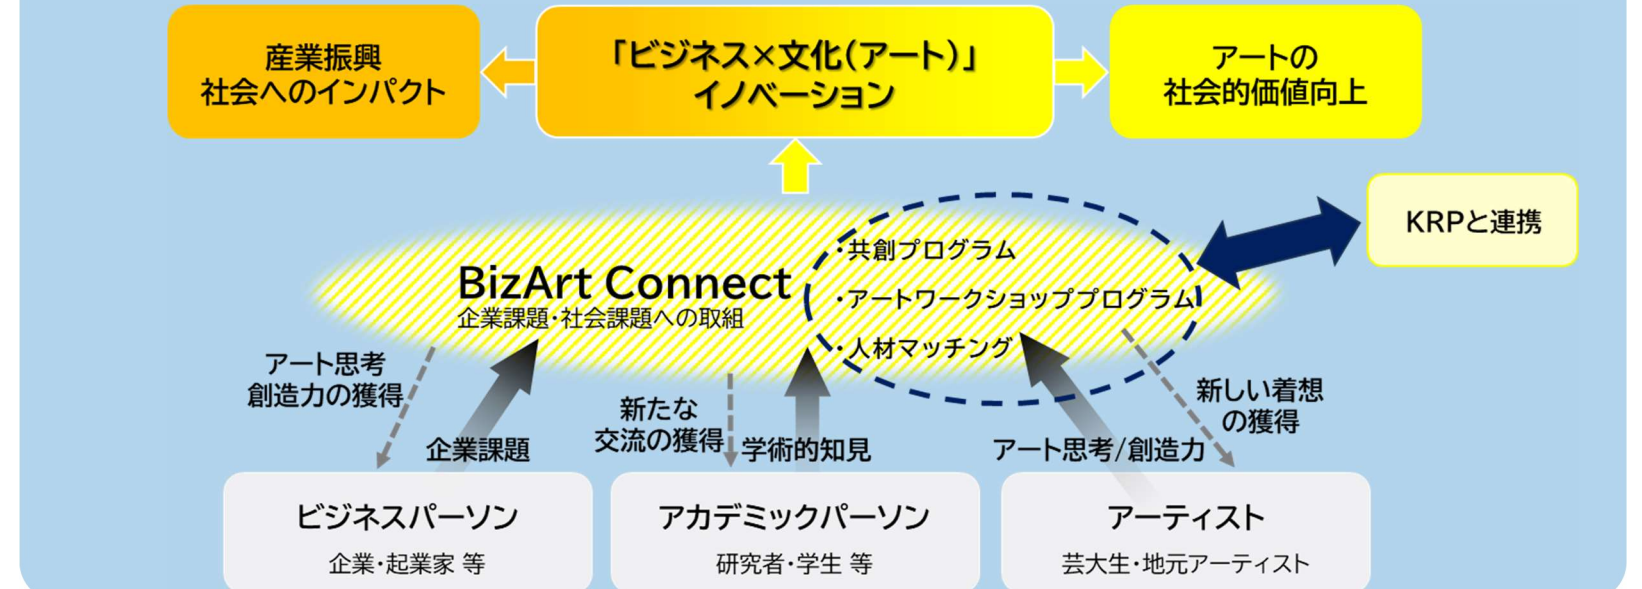 産業振興
社会へのインパクト
「ビジネス×文化(アート)」
イノベーション
アートの
社会的価値向上
KRPと連携
BizArt Connect
企業課題・社会課題への取組
・共創プログラム
・アートワークショッププログラム
・人材マッチング
アート思考
創造力の獲得
企業課題
新たな
交流の獲得
学術的知見
アート思考/創造力
新しい着想
の獲得
ビジネスパーソン
企業・起業家 等
アカデミックパーソン
研究者・学生 等
アーティスト
芸大生・地元アーティスト